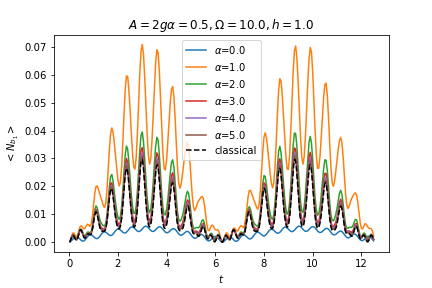 A = 2gα = 0.5, Ω = 10.0, h = 1.0
0.07
0.06
0.05
0.04
0.03
0.02
0.01
0.00
< N_{b_1} >
α=0.0
α=1.0
α=2.0
α=3.0
α=4.0
α=5.0
classical
0 2 4 6 8 10 12
t